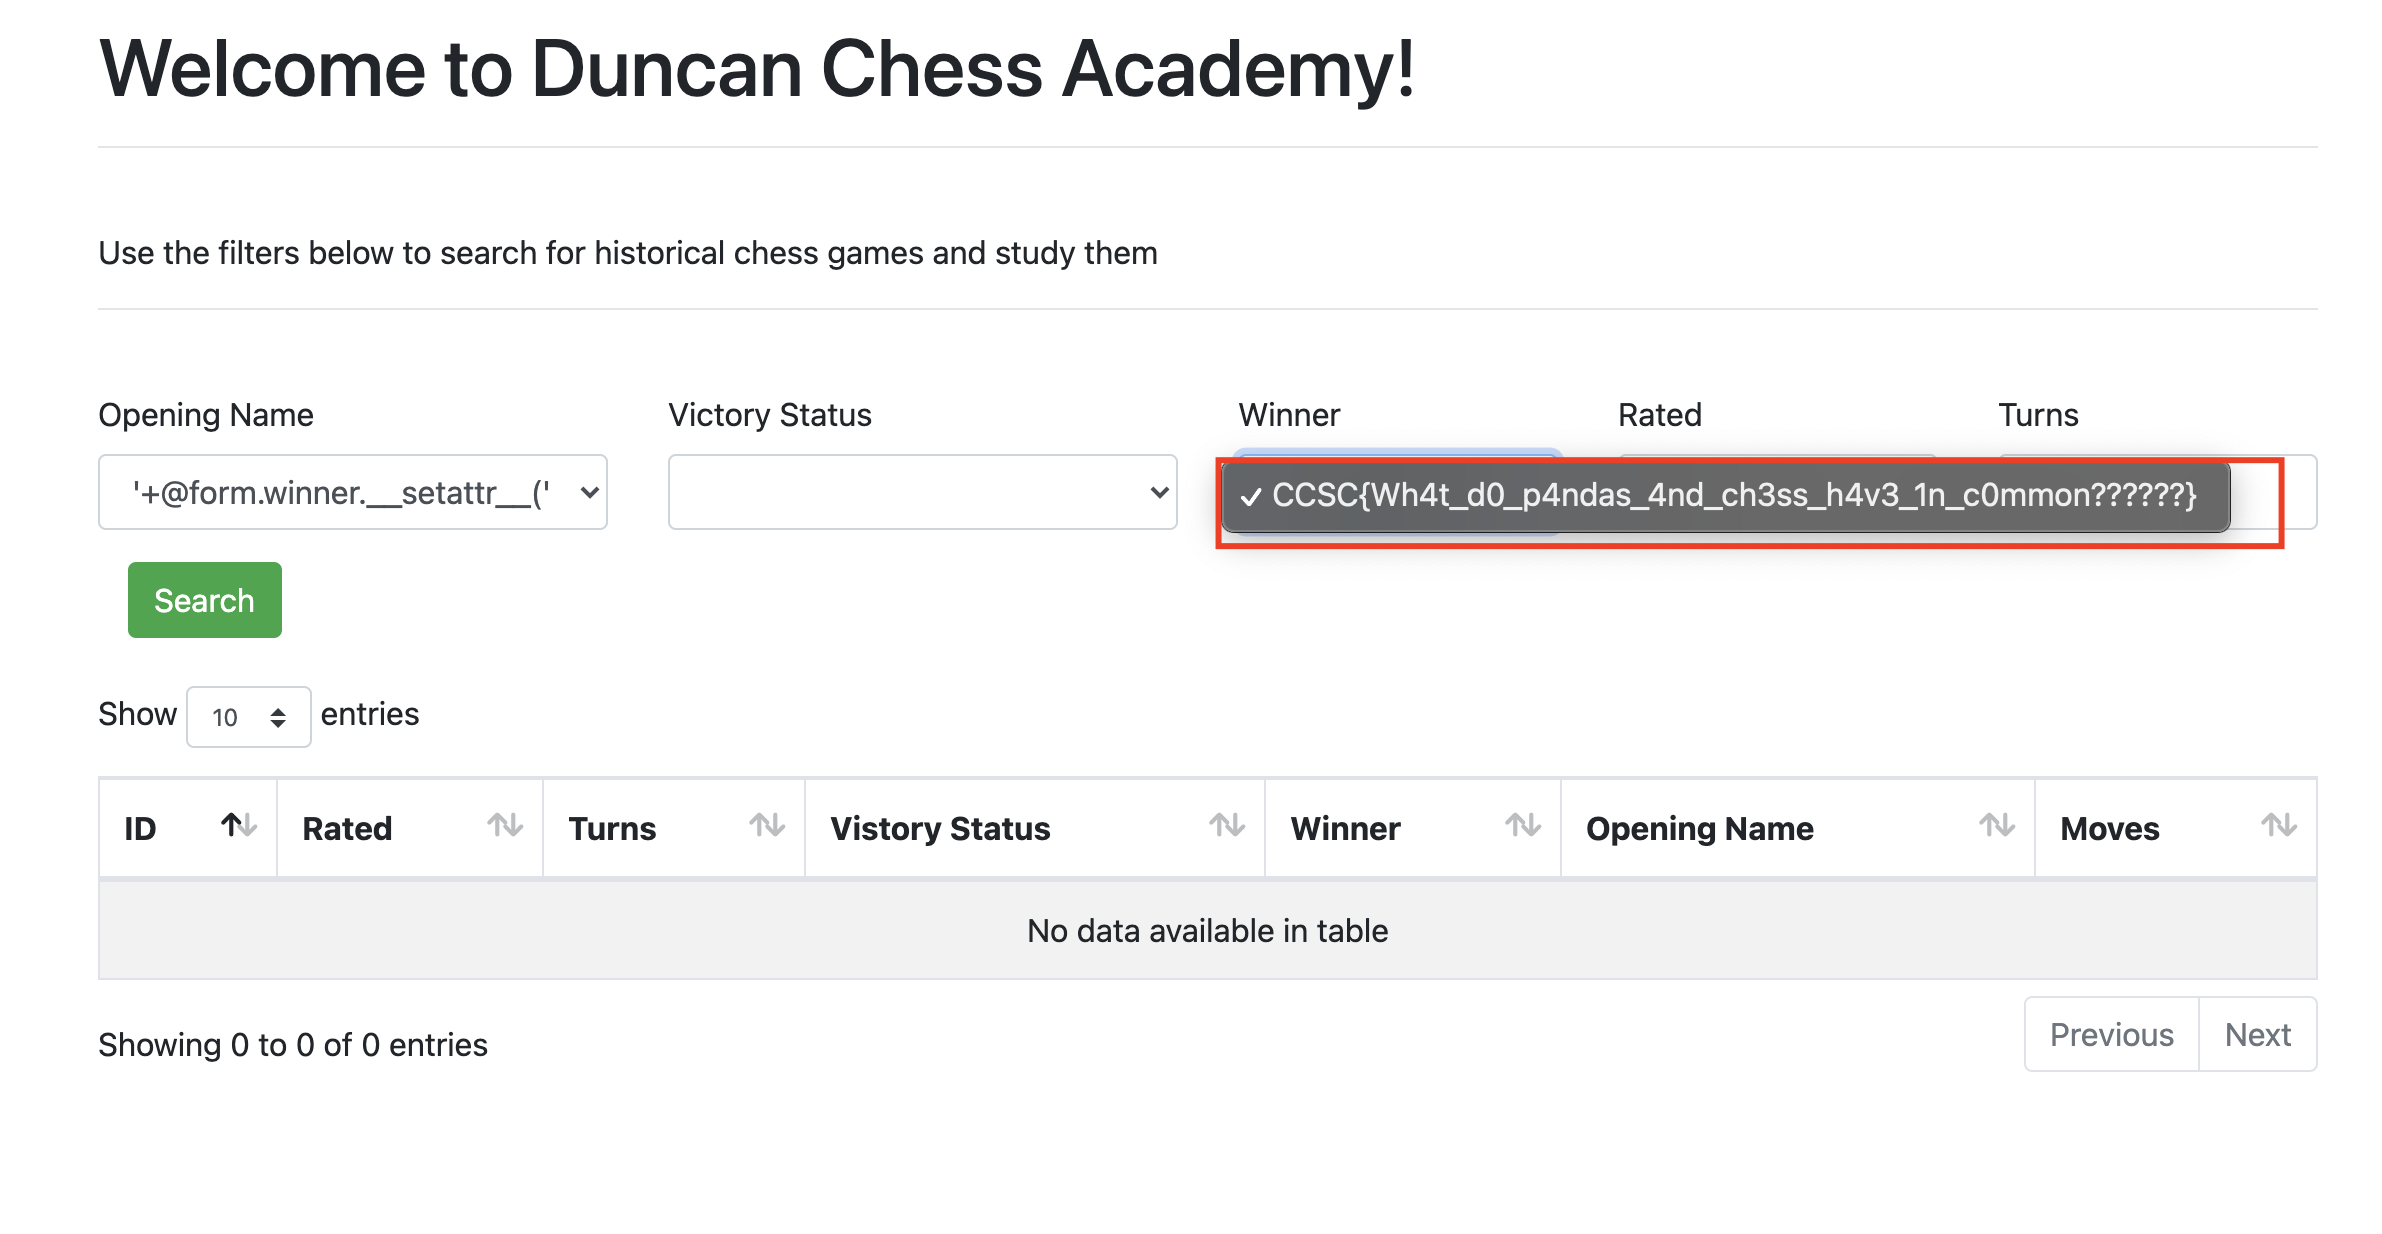 Welcome to Duncan Chess Academy!
Use the filters below to search for historical chess games and study them
Opening Name Victory Status Winner Rated Turns
'+@form.winner.__setattr__('
✓ CCSC{Wh4t_d0_p4ndas_4nd_ch3ss_h4v3_1n_c0mmon??????}
Search
Show 10 entries
ID Rated Turns Vistory Status Winner Opening Name Moves
No data available in table
Showing 0 to 0 of 0 entries
Previous Next